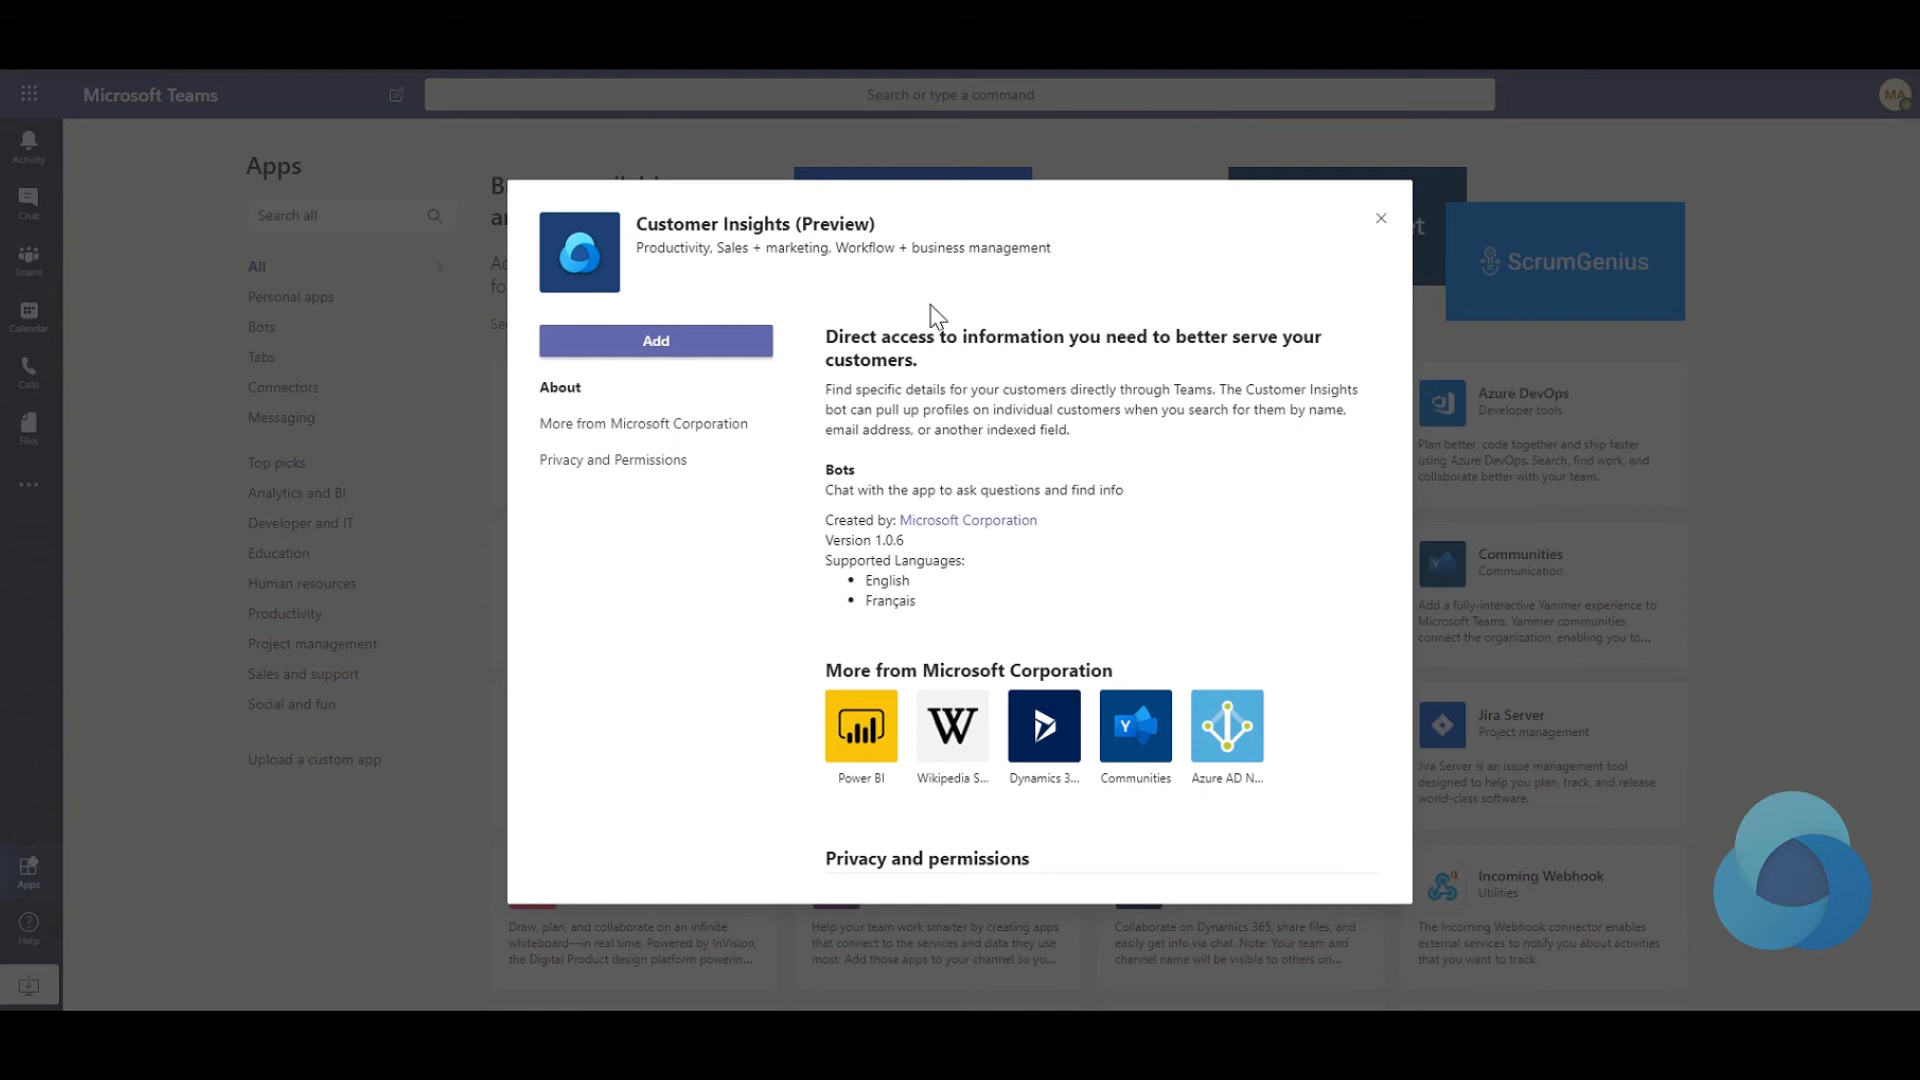 Microsoft Teams
Search or type a command
MA
Activity
Chat
Teams
Calendar
Calls
Files
Apps
Help
Apps
Search all
All
Personal apps
Bots
Tabs
Connectors
Messaging
Top picks
Analytics and BI
Developer and IT
Education
Human resources
Productivity
Project management
Sales and support
Social and fun
Upload a custom app
Customer Insights (Preview)
Productivity, Sales + marketing, Workflow + business management
Add
About
More from Microsoft Corporation
Privacy and Permissions
Direct access to information you need to better serve your
customers.
Find specific details for your customers directly through Teams. The Customer Insights
bot can pull up profiles on individual customers when you search for them by name,
email address, or another indexed field.
Bots
Chat with the app to ask questions and find info
Created by: Microsoft Corporation
Version 1.0.6
Supported Languages:
English
Français
More from Microsoft Corporation
Power BI
Wikipedia S...
Dynamics 3...
Communities
Azure AD N...
Privacy and permissions
ScrumGenius
Azure DevOps
Developer tools
Plan better, code together and ship faster
using Azure DevOps. Search, find work, and
collaborate better with your team.
Communities
Communication
Add a fully-interactive Yammer experience to
Microsoft Teams. Yammer communities
connect the organization, enabling you to...
Jira Server
Project management
Jira Server is an issue management tool
designed to help you plan, track, and release
world-class software.
Incoming Webhook
Utilities
The Incoming Webhook connector enables
external services to notify you about activities
that you want to track.
Draw, plan, and collaborate on an infinite
whiteboard—in real time. Powered by InVision,
the Digital Product design platform powerin...
Help your team work smarter by creating apps
that connect to the services and data they use
most. Add those apps to your channel so yo...
Collaborate on Dynamics 365, share files, and
easily get info via chat. Note: Your team and
channel name will be visible to others on...